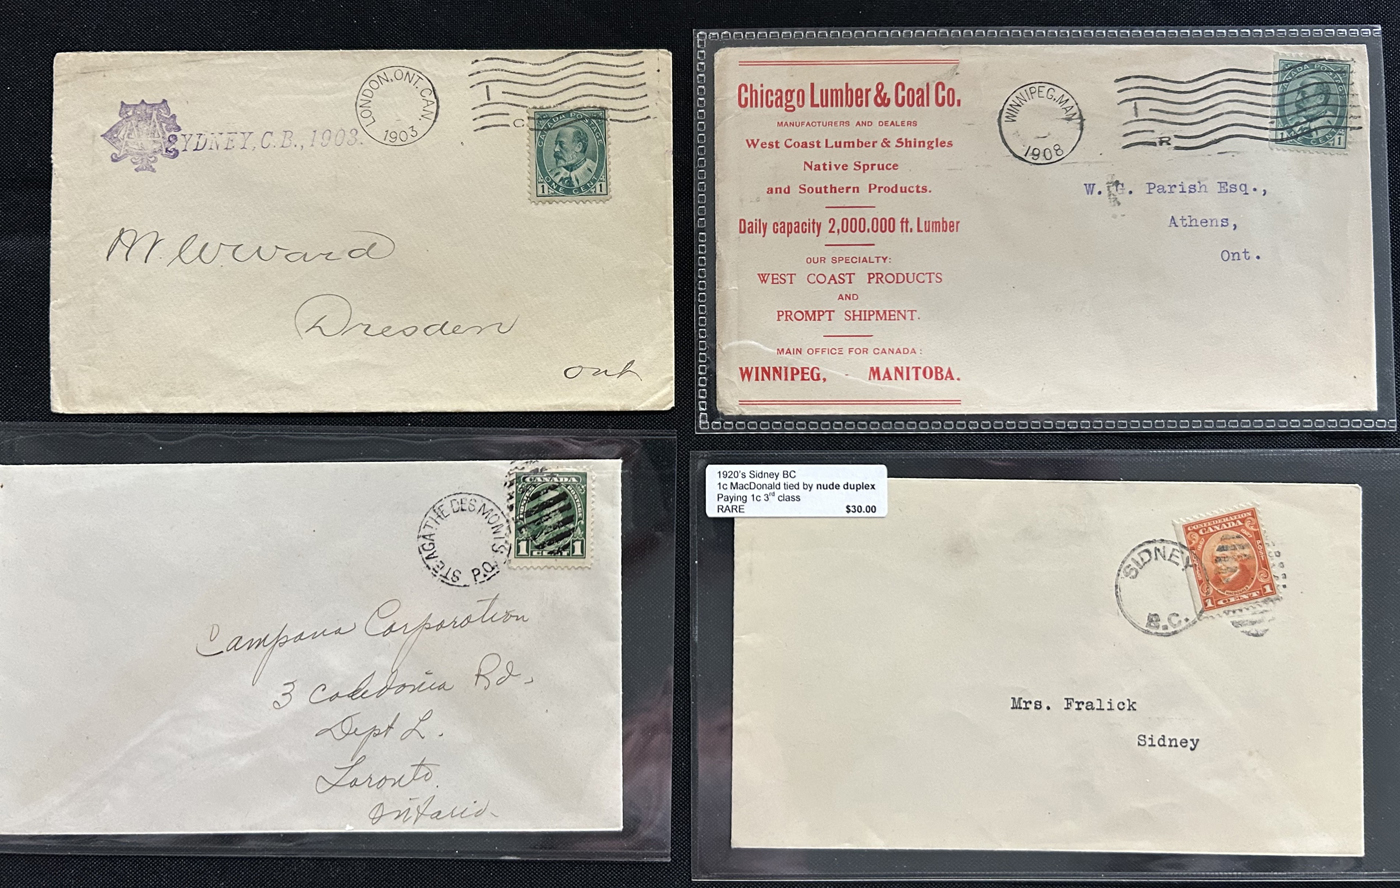 SYDNEY, C.B., 1903.
LONDON, ONT. CAN
1903
CANADA POSTAGE
1 ONE CENT 1
W. Ward
Dresden
Ont
Chicago Lumber & Coal Co.
MANUFACTURERS AND DEALERS
West Coast Lumber & Shingles
Native Spruce
and Southern Products.
Daily capacity 2,000,000 ft. Lumber
OUR SPECIALTY:
WEST COAST PRODUCTS
AND
PROMPT SHIPMENT.
MAIN OFFICE FOR CANADA:
WINNIPEG, - MANITOBA.
WINNIPEG, MAN
1908
R
CANADA POSTAGE
1
W. Parish Esq.,
Athens,
Ont.
STE AGATHE DES MONTS
P.Q.
CANADA
1 1
Campana Corporation
3 Caledonia Rd.
Dept L.
Toronto
Ontario.
1920's Sidney BC
1c MacDonald tied by nude duplex
Paying 1c 3rd class
RARE $30.00
SIDNEY
B.C.
CONFEDERATION
CANADA
1 CENT 1
Mrs. Fralick
Sidney